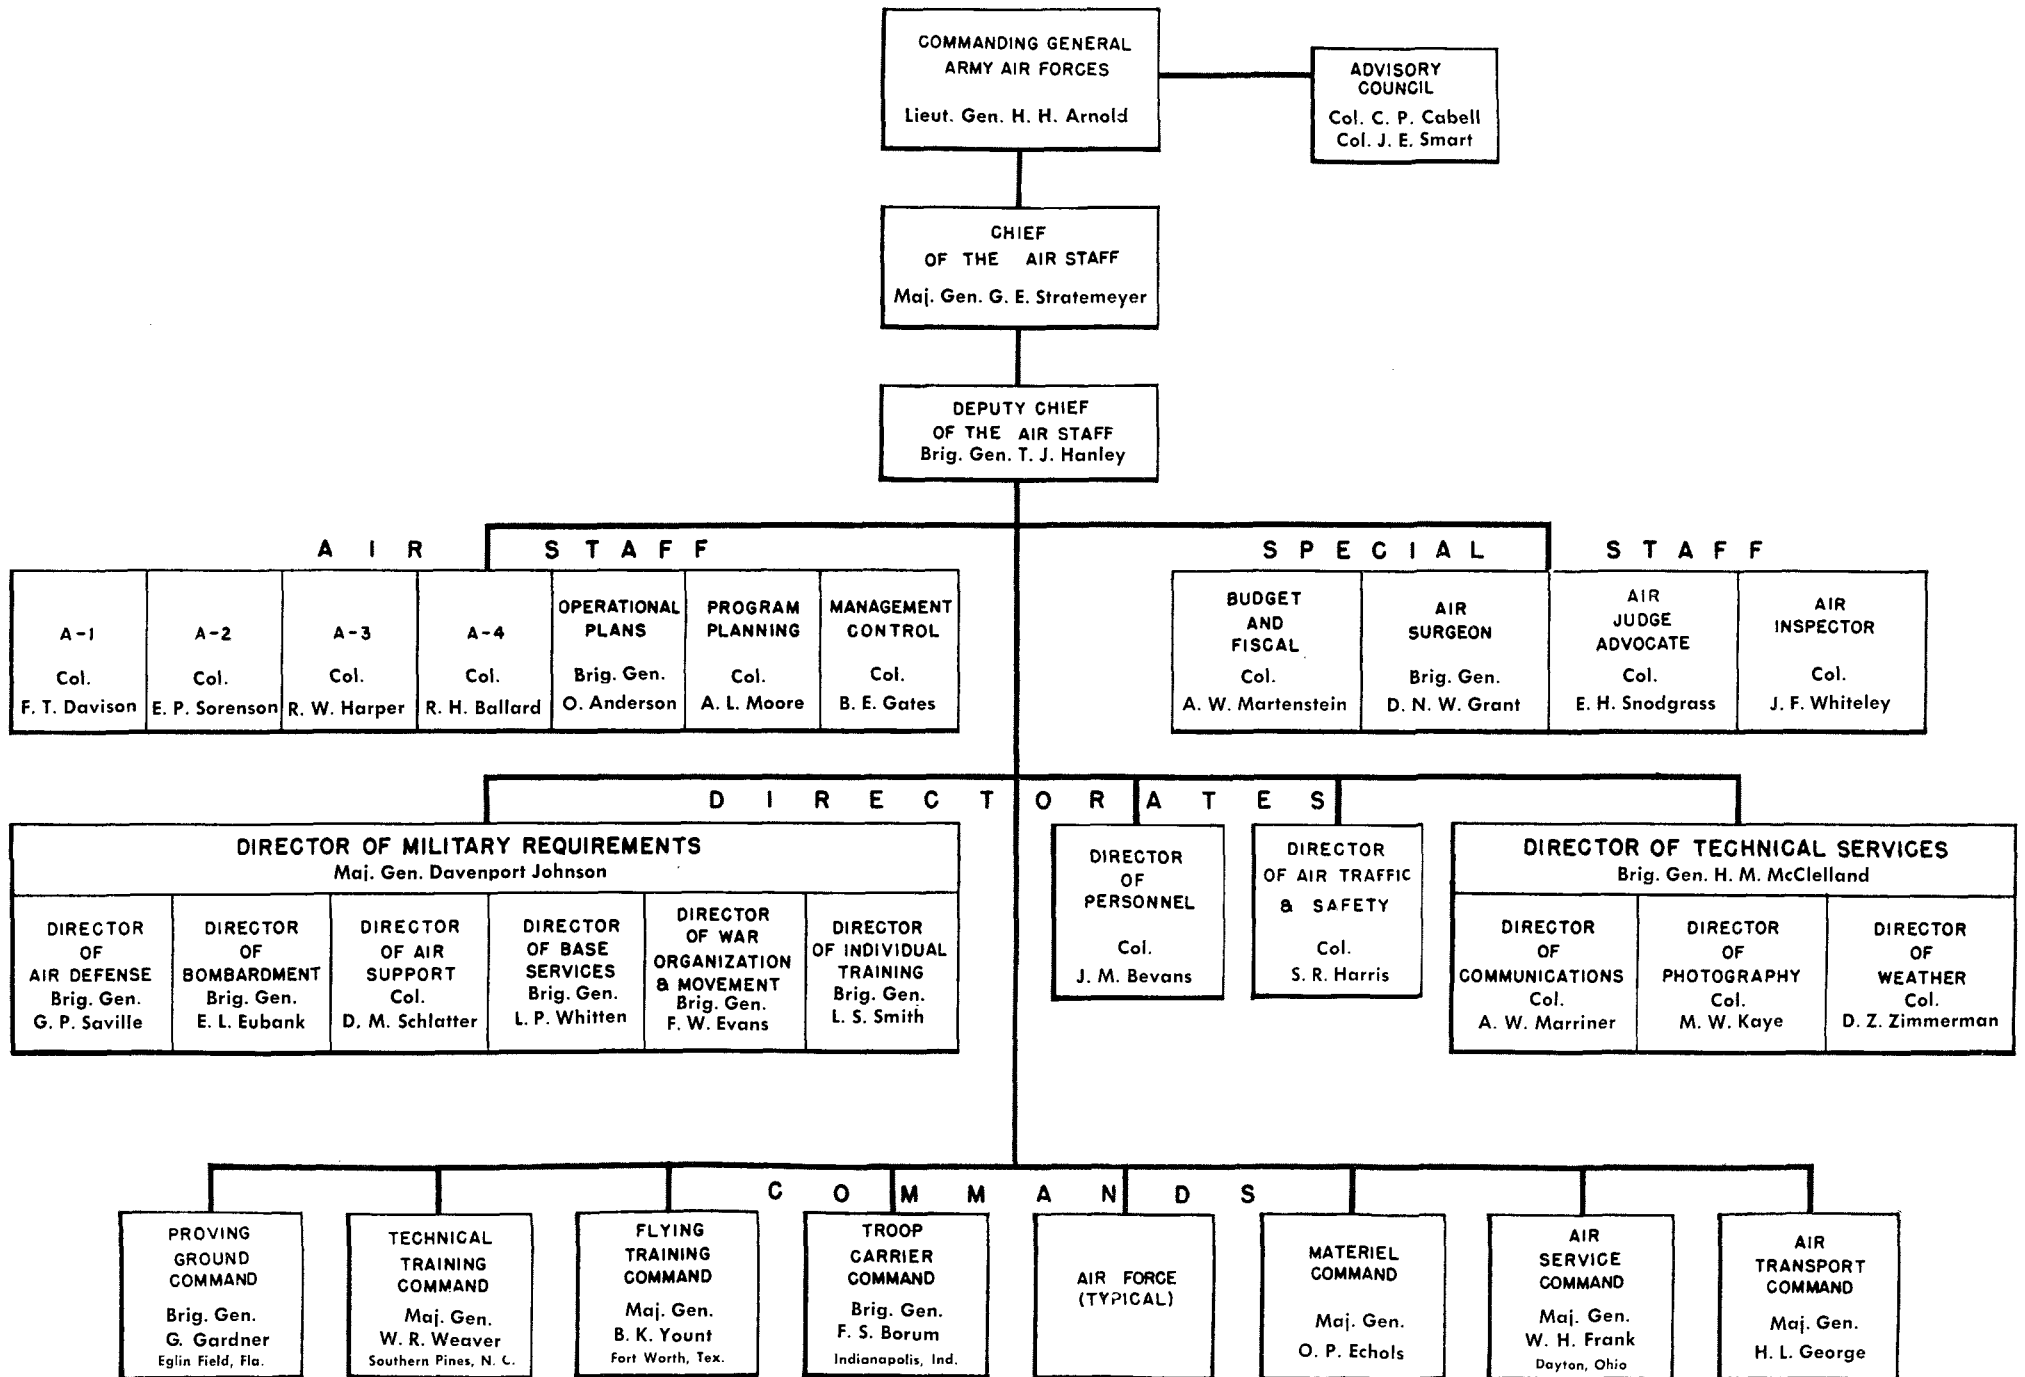 COMMANDING GENERAL
ARMY AIR FORCES
Lieut. Gen. H. H. Arnold
ADVISORY
COUNCIL
Col. C. P. Cabell
Col. J. E. Smart
CHIEF
OF THE AIR STAFF
Maj. Gen. G. E. Stratemeyer
DEPUTY CHIEF
OF THE AIR STAFF
Brig. Gen. T. J. Hanley
AIR STAFF
A-1
Col.
F. T. Davison
A-2
Col.
E. P. Sorenson
A-3
Col.
R. W. Harper
A-4
Col.
R. H. Ballard
OPERATIONAL
PLANS
Brig. Gen.
O. Anderson
PROGRAM
PLANNING
Col.
A. L. Moore
MANAGEMENT
CONTROL
Col.
B. E. Gates
SPECIAL STAFF
BUDGET
AND
FISCAL
Col.
A. W. Martenstein
AIR
SURGEON
Brig. Gen.
D. N. W. Grant
AIR
JUDGE
ADVOCATE
Col.
E. H. Snodgrass
AIR
INSPECTOR
Col.
J. F. Whiteley
DIRECTORATES
DIRECTOR OF MILITARY REQUIREMENTS
Maj. Gen. Davenport Johnson
DIRECTOR
OF
AIR DEFENSE
Brig. Gen.
G. P. Saville
DIRECTOR
OF
BOMBARDMENT
Brig. Gen.
E. L. Eubank
DIRECTOR
OF AIR
SUPPORT
Col.
D. M. Schlatter
DIRECTOR
OF BASE
SERVICES
Brig. Gen.
L. P. Whitten
DIRECTOR
OF WAR
ORGANIZATION
& MOVEMENT
Brig. Gen.
F. W. Evans
DIRECTOR
OF INDIVIDUAL
TRAINING
Brig. Gen.
L. S. Smith
DIRECTOR
OF
PERSONNEL
Col.
J. M. Bevans
DIRECTOR
OF AIR TRAFFIC
& SAFETY
Col.
S. R. Harris
DIRECTOR OF TECHNICAL SERVICES
Brig. Gen. H. M. McClelland
DIRECTOR
OF
COMMUNICATIONS
Col.
A. W. Marriner
DIRECTOR
OF
PHOTOGRAPHY
Col.
M. W. Kaye
DIRECTOR
OF
WEATHER
Col.
D. Z. Zimmerman
COMMANDS
PROVING
GROUND
COMMAND
Brig. Gen.
G. Gardner
Eglin Field, Fla.
TECHNICAL
TRAINING
COMMAND
Maj. Gen.
W. R. Weaver
Southern Pines, N. C.
FLYING
TRAINING
COMMAND
Maj. Gen.
B. K. Yount
Fort Worth, Tex.
TROOP
CARRIER
COMMAND
Brig. Gen.
F. S. Borum
Indianapolis, Ind.
AIR FORCE
(TYPICAL)
MATERIEL
COMMAND
Maj. Gen.
O. P. Echols
AIR
SERVICE
COMMAND
Maj. Gen.
W. H. Frank
Dayton, Ohio
AIR
TRANSPORT
COMMAND
Maj. Gen.
H. L. George